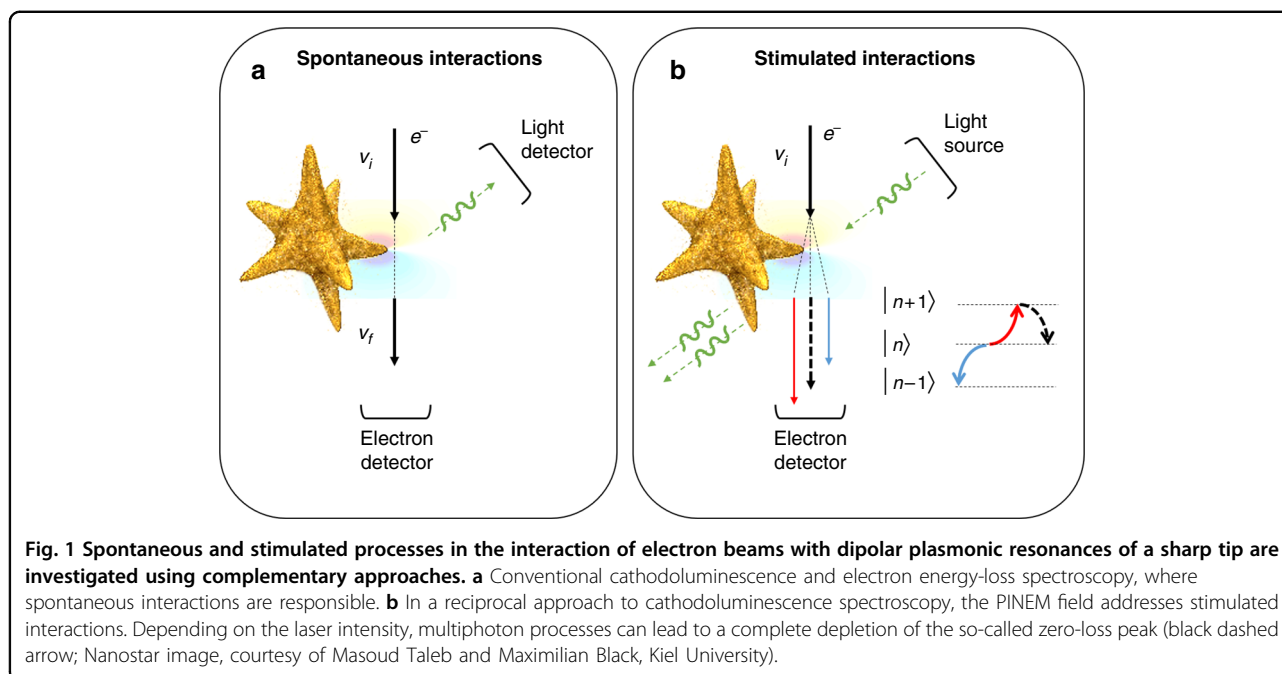 a
Spontaneous interactions
e⁻
v_i
Light
detector
v_f
Electron
detector
b
Stimulated interactions
e⁻
v_i
Light
source
|n+1⟩
|n⟩
|n−1⟩
Electron
detector
Fig. 1 Spontaneous and stimulated processes in the interaction of electron beams with dipolar plasmonic resonances of a sharp tip are
investigated using complementary approaches. a Conventional cathodoluminescence and electron energy-loss spectroscopy, where
spontaneous interactions are responsible. b In a reciprocal approach to cathodoluminescence spectroscopy, the PINEM field addresses stimulated
interactions. Depending on the laser intensity, multiphoton processes can lead to a complete depletion of the so-called zero-loss peak (black dashed
arrow; Nanostar image, courtesy of Masoud Taleb and Maximilian Black, Kiel University).